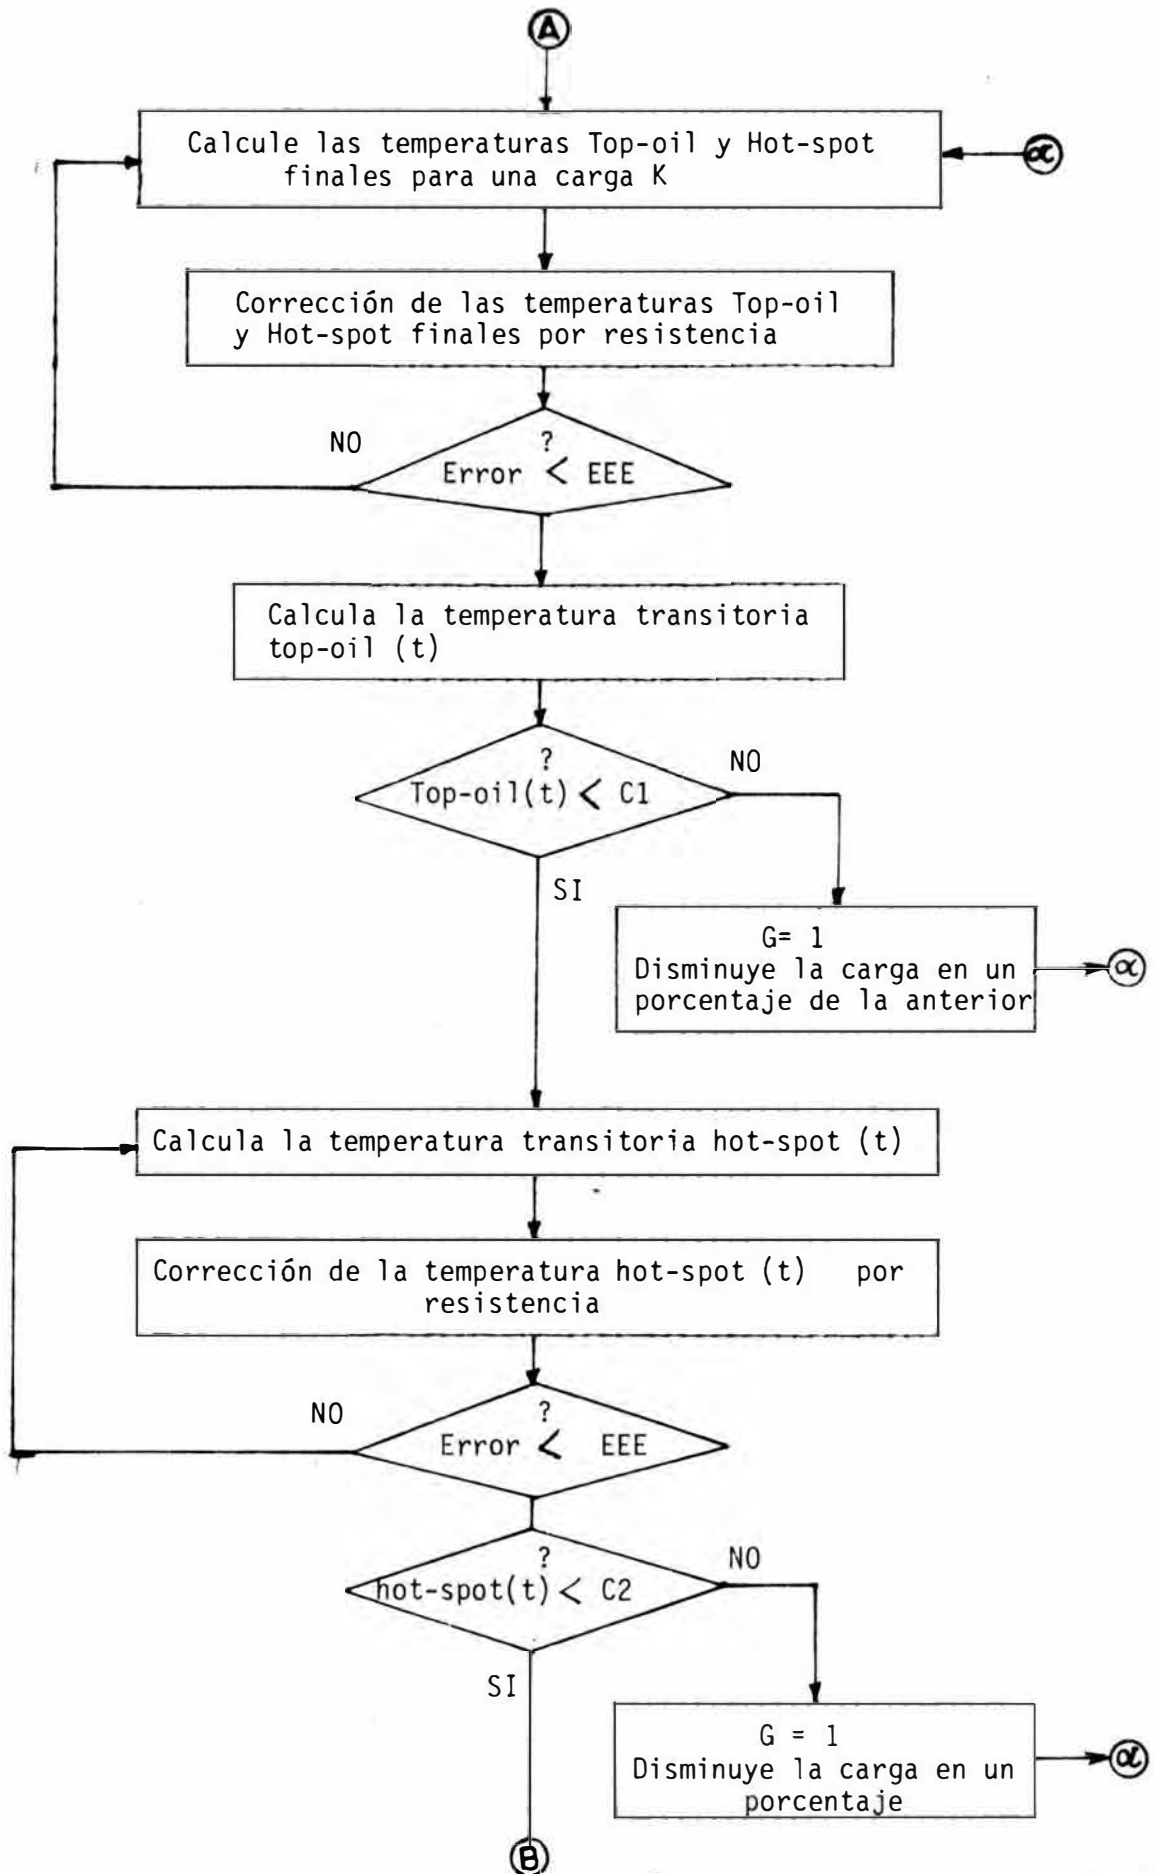 A
Calcule las temperaturas Top-oil y Hot-spot
finales para una carga K
α
Corrección de las temperaturas Top-oil
y Hot-spot finales por resistencia
NO
?
Error < EEE
Calcula la temperatura transitoria
top-oil (t)
?
Top-oil(t) < C1
NO
SI
G= 1
Disminuye la carga en un
porcentaje de la anterior
α
Calcula la temperatura transitoria hot-spot (t)
Corrección de la temperatura hot-spot (t) por
resistencia
NO
?
Error < EEE
?
hot-spot(t) < C2
NO
SI
G = 1
Disminuye la carga en un
porcentaje
α
B